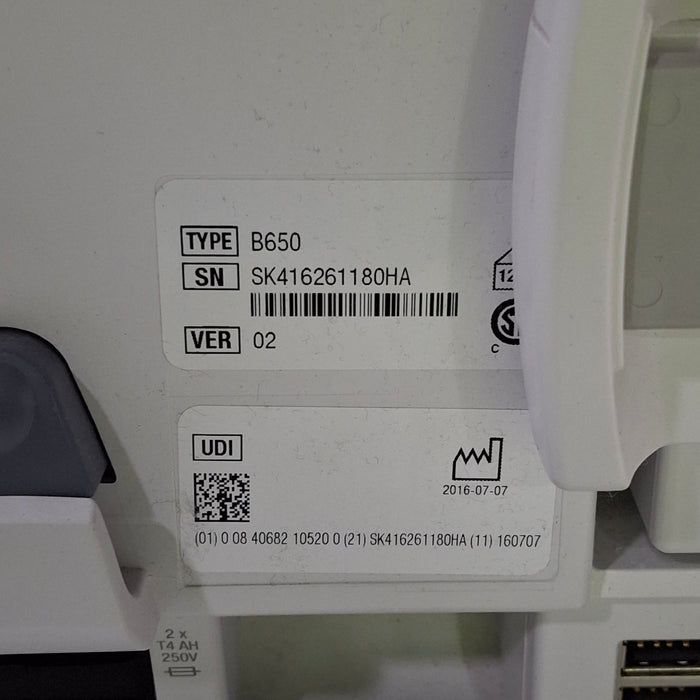 TYPE B650
SN SK416261180HA
12
VER 02
C
UDI
2016-07-07
(01) 0 08 40682 10520 0 (21) SK416261180HA (11) 160707
2 x
T4 AH
250V